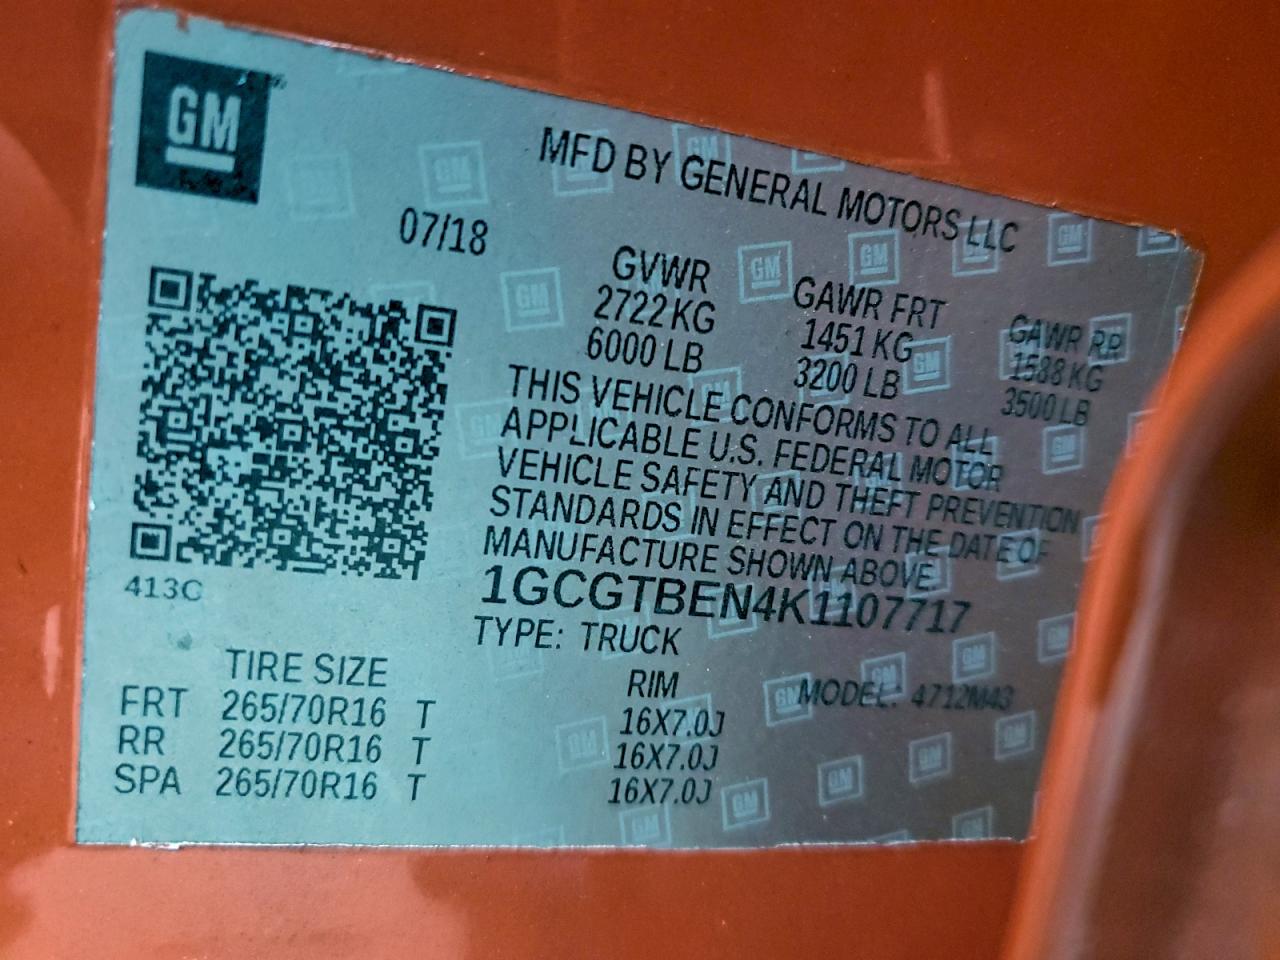 GM
MFD BY GENERAL MOTORS LLC
07/18
GVWR GAWR FRT GAWR RR
2722 KG 1451 KG 1588 KG
6000 LB 3200 LB 3500 LB
THIS VEHICLE CONFORMS TO ALL
APPLICABLE U.S. FEDERAL MOTOR
VEHICLE SAFETY AND THEFT PREVENTION
STANDARDS IN EFFECT ON THE DATE OF
MANUFACTURE SHOWN ABOVE
413C
1GCGTBEN4K1107717
TYPE: TRUCK
MODEL: 4712M43
TIRE SIZE RIM
FRT 265/70R16 T 16X7.0J
RR 265/70R16 T 16X7.0J
SPA 265/70R16 T 16X7.0J